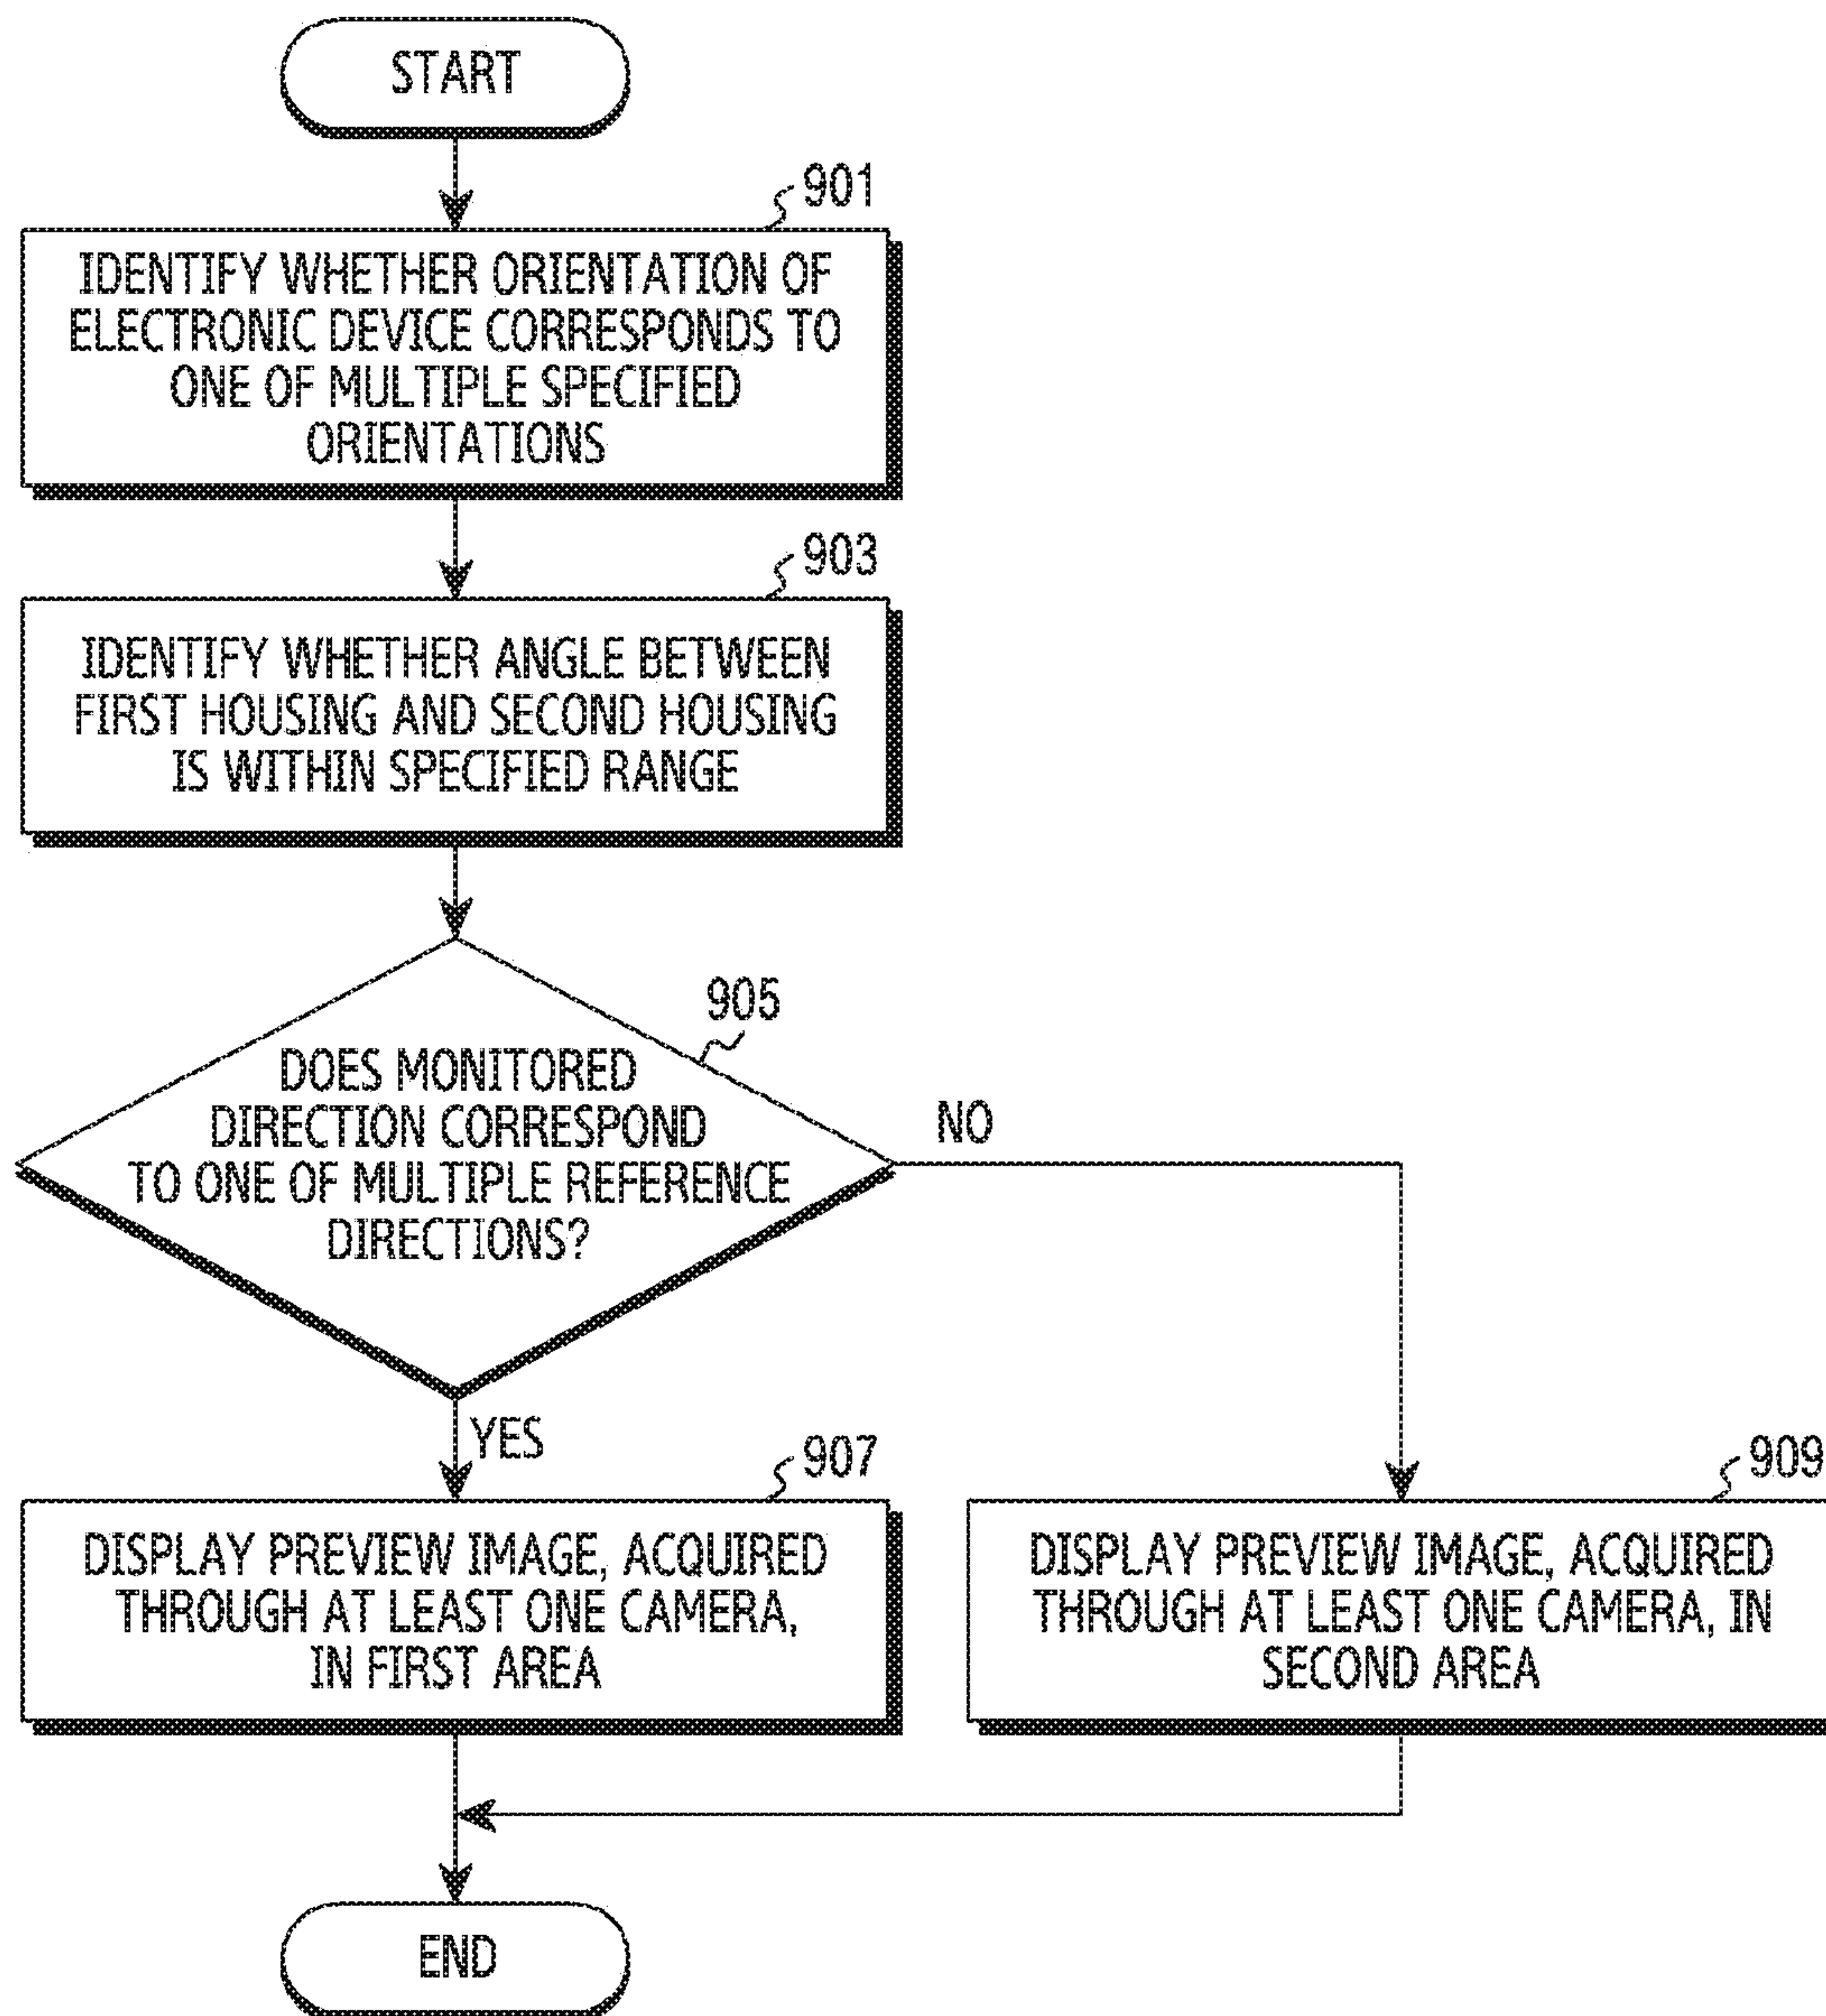 START
901
IDENTIFY WHETHER ORIENTATION OF
ELECTRONIC DEVICE CORRESPONDS TO
ONE OF MULTIPLE SPECIFIED
ORIENTATIONS
903
IDENTIFY WHETHER ANGLE BETWEEN
FIRST HOUSING AND SECOND HOUSING
IS WITHIN SPECIFIED RANGE
905
DOES MONITORED
DIRECTION CORRESPOND
TO ONE OF MULTIPLE REFERENCE
DIRECTIONS?
NO
YES
907
DISPLAY PREVIEW IMAGE, ACQUIRED
THROUGH AT LEAST ONE CAMERA,
IN FIRST AREA
909
DISPLAY PREVIEW IMAGE, ACQUIRED
THROUGH AT LEAST ONE CAMERA, IN
SECOND AREA
END